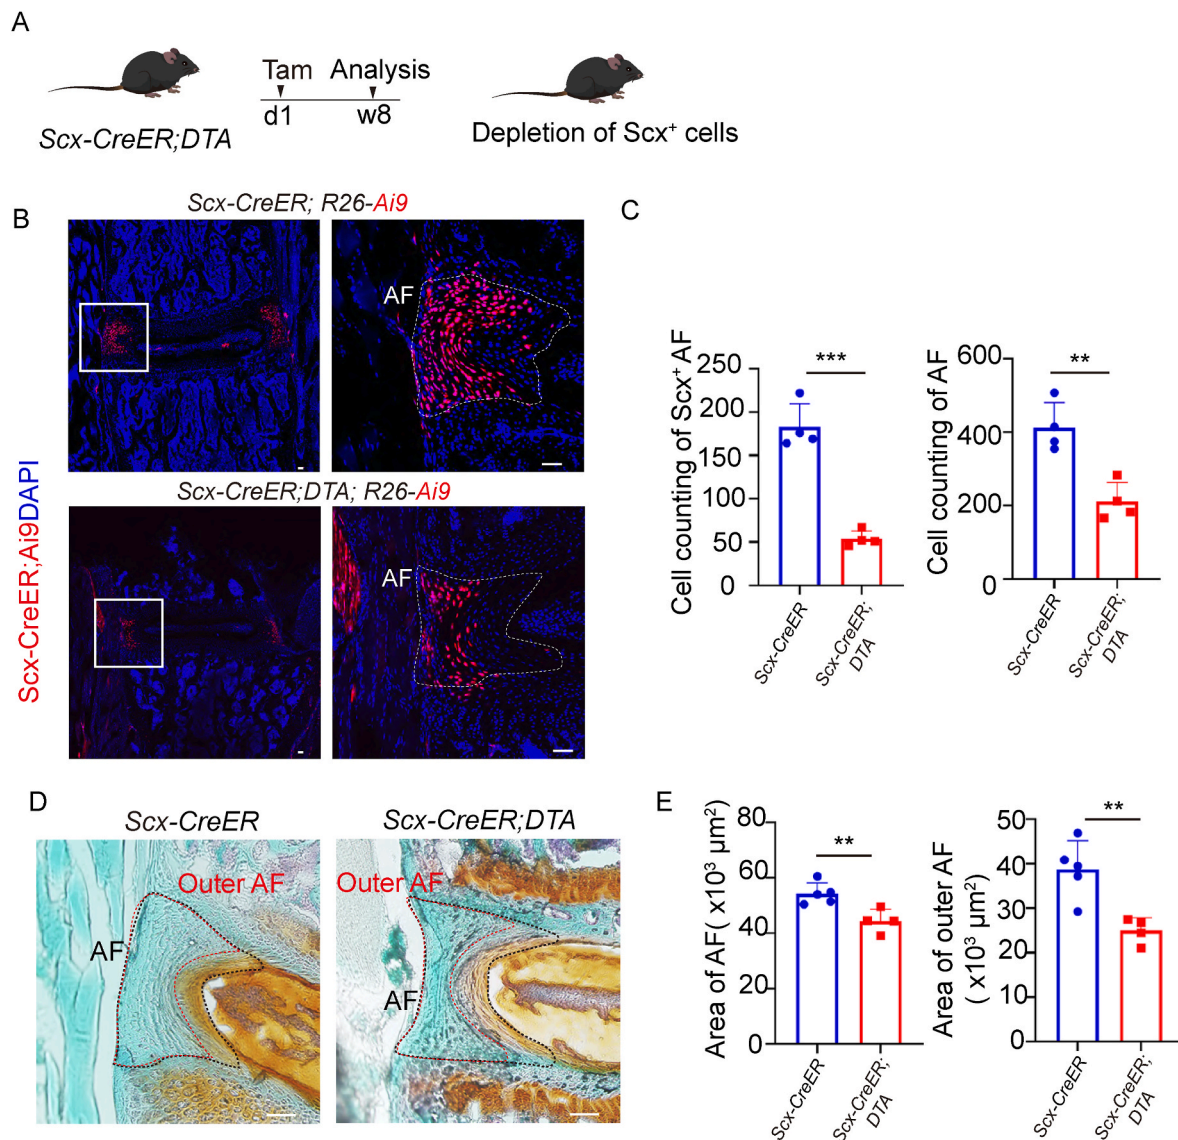 A
Tam Analysis
d1 w8
Scx-CreER;DTA
Depletion of Scx⁺ cells
B
Scx-CreER; R26-Ai9
AF
Scx-CreER;DTA; R26-Ai9
AF
Scx-CreER;Ai9DAPI
C
Cell counting of Scx⁺ AF
250
200
150
100
50
0
***
Scx-CreER
Scx-CreER;
DTA
Cell counting of AF
600
400
200
0
**
Scx-CreER
Scx-CreER;
DTA
D
Scx-CreER
Outer AF
AF
Scx-CreER;DTA
Outer AF
AF
E
Area of AF( x10³ µm²)
80
60
40
20
0
**
Scx-CreER
Scx-CreER;
DTA
Area of outer AF
( x10³ µm²)
50
40
30
20
10
0
**
Scx-CreER
Scx-CreER;
DTA